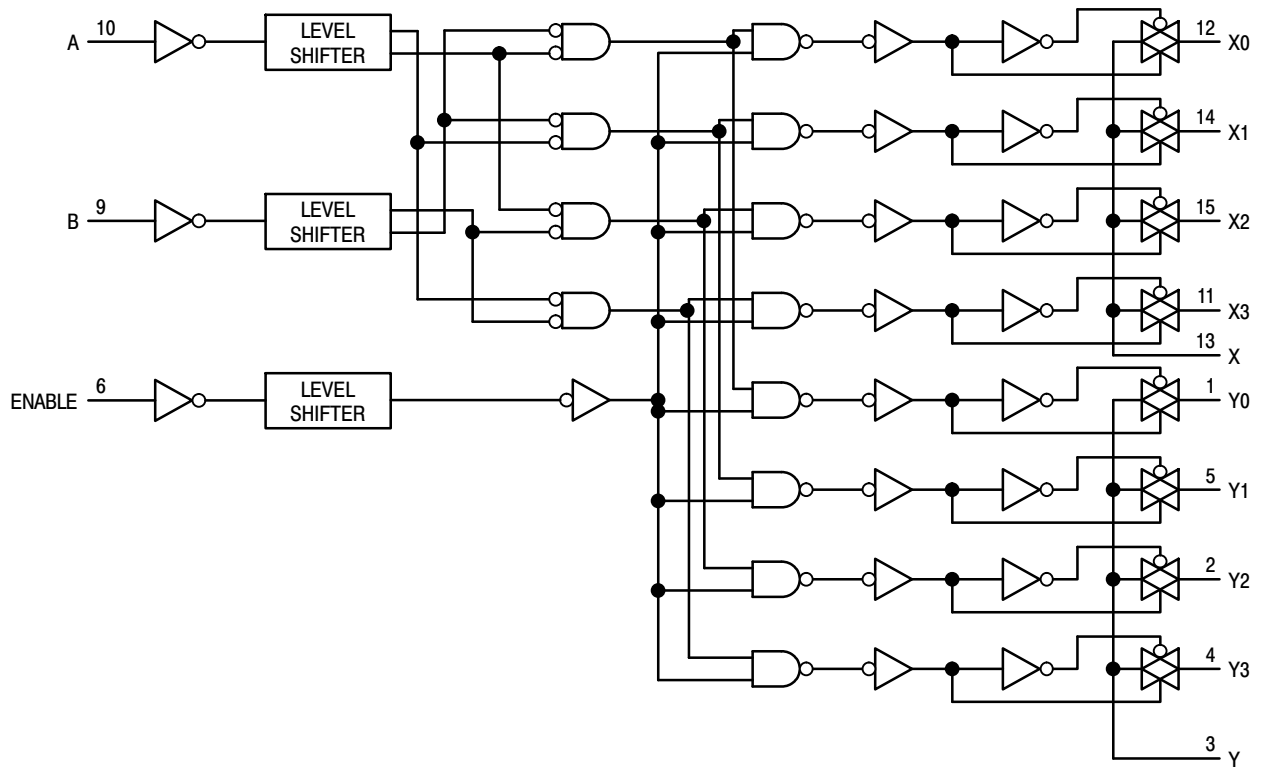 A 10 LEVEL SHIFTER 12 X0
14 X1
B 9 LEVEL SHIFTER 15 X2
11 X3
13 X
ENABLE 6 LEVEL SHIFTER 1 Y0
5 Y1
2 Y2
4 Y3
3 Y